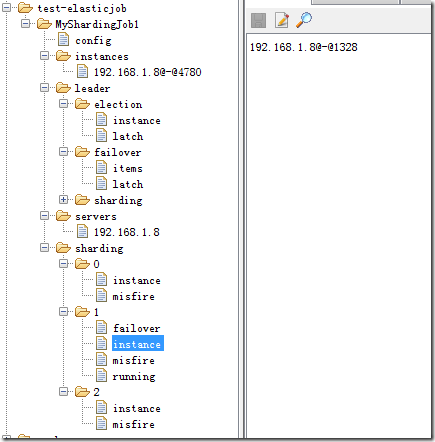 test-elasticjob
MyShardingJob1
config
instances
192.168.1.8@-@4780
leader
election
instance
latch
failover
items
latch
sharding
servers
192.168.1.8
sharding
0
instance
misfire
1
failover
instance
misfire
running
2
instance
misfire
192.168.1.8@-@1328